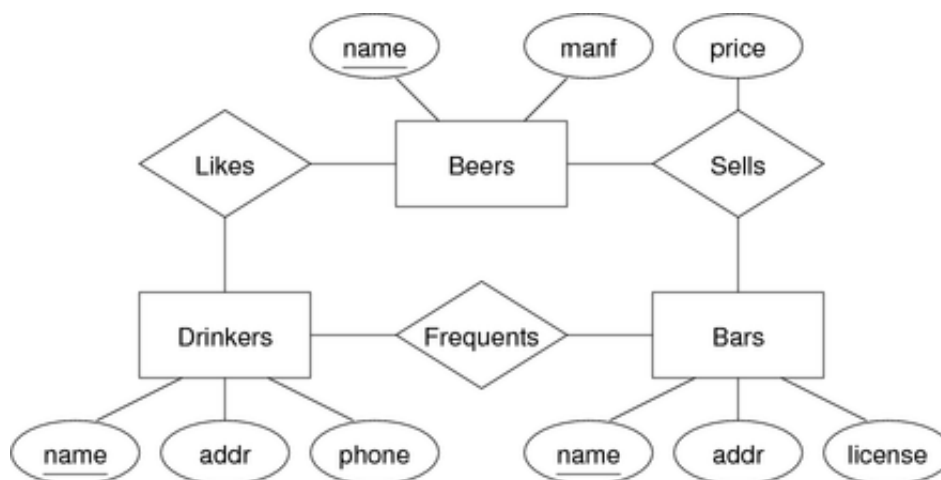 name manf price
Likes Beers Sells
Drinkers Frequents Bars
name addr phone name addr license